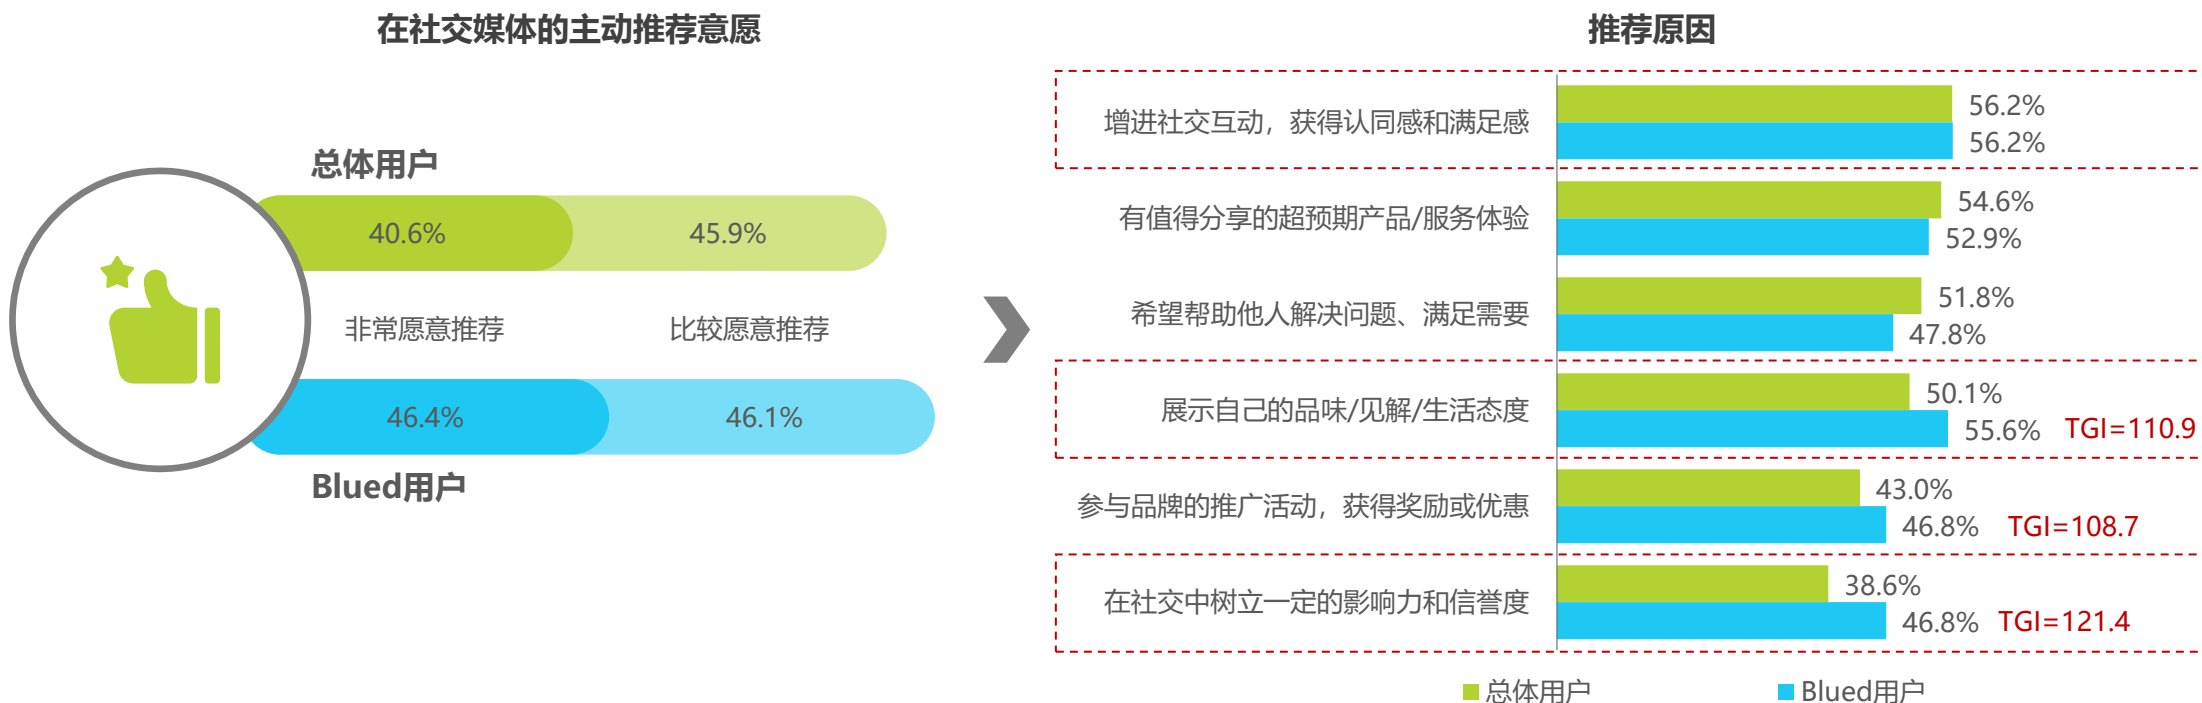 在社交媒体的主动推荐意愿
总体用户
40.6%
45.9%
非常愿意推荐
比较愿意推荐
46.4%
46.1%
Blued用户
推荐原因
增进社交互动，获得认同感和满足感
56.2%
56.2%
有值得分享的超预期产品/服务体验
54.6%
52.9%
希望帮助他人解决问题、满足需要
51.8%
47.8%
展示自己的品味/见解/生活态度
50.1%
55.6% TGI=110.9
参与品牌的推广活动，获得奖励或优惠
43.0%
46.8% TGI=108.7
在社交中树立一定的影响力和信誉度
38.6%
46.8% TGI=121.4
总体用户
Blued用户